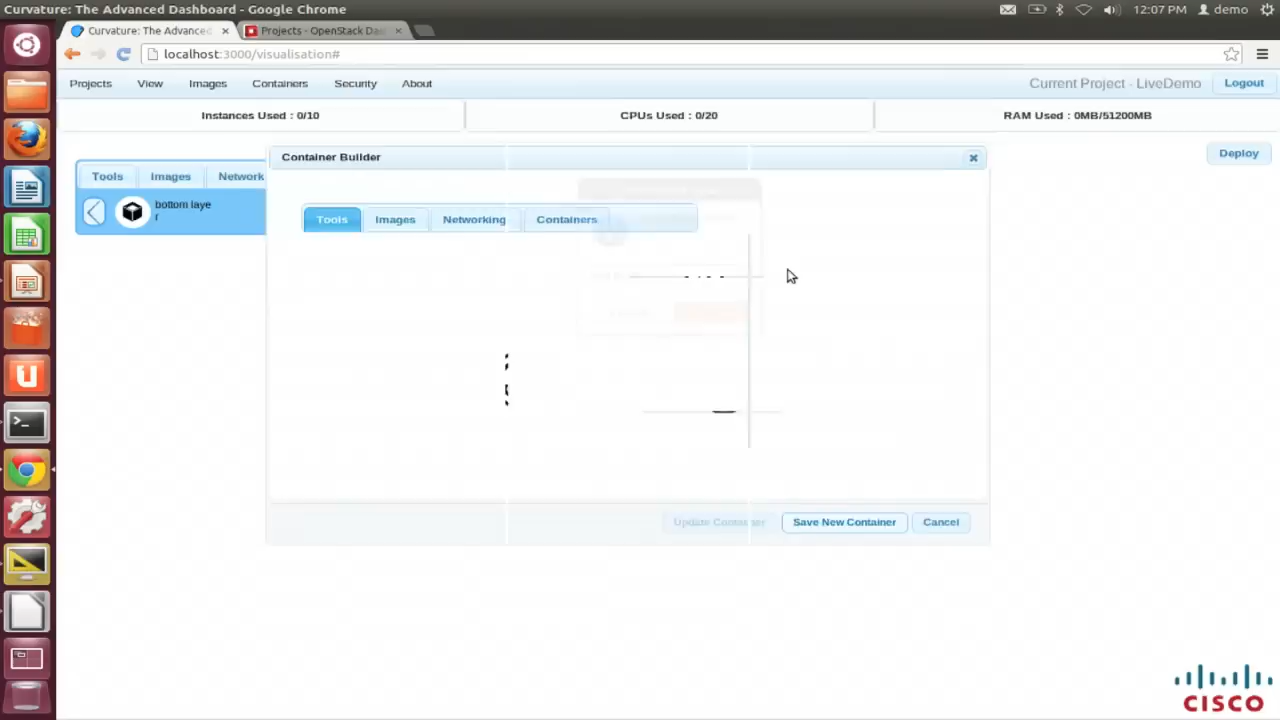 Curvature: The Advanced Dashboard - Google Chrome
12:07 PM demo
Curvature: The Advanced
Projects - OpenStack Das
localhost:3000/visualisation#
Projects View Images Containers Security About
Current Project - LiveDemo Logout
Instances Used : 0/10
CPUs Used : 0/20
RAM Used : 0MB/51200MB
Deploy
Tools Images Network
bottom laye
r
Container Builder
Tools Images Networking Containers
Update Container Save New Container Cancel
CISCO